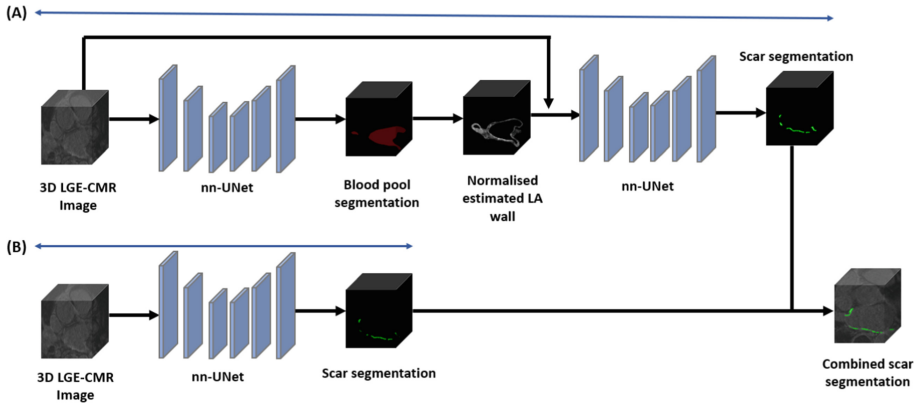 (A)
Scar segmentation
3D LGE-CMR
Image
nn-UNet
Blood pool
segmentation
Normalised
estimated LA
wall
nn-UNet
(B)
3D LGE-CMR
Image
nn-UNet
Scar segmentation
Combined scar
segmentation